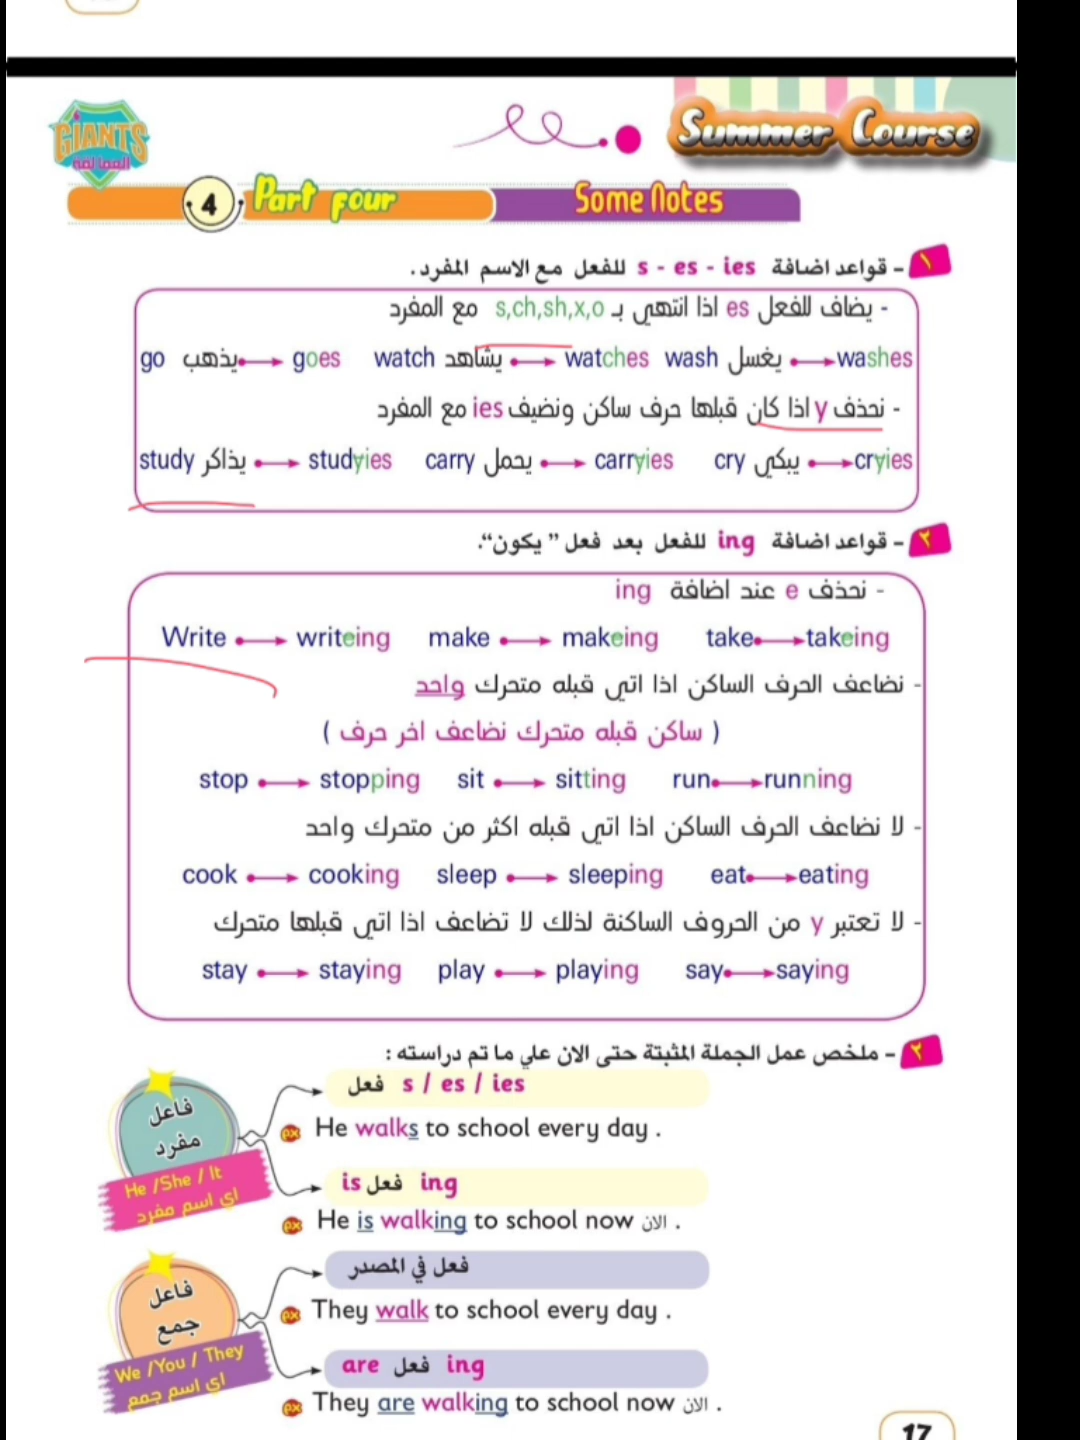 GIANTS
العمالقة
Summer Course
4 Part four Some Notes
١ - قواعد اضافة s - es - ies للفعل مع الاسم المفرد.
- يضاف للفعل es اذا انتهي بـ s,ch,sh,x,o مع المفرد
go يذهب goes watch يشاهد watches wash يغسل washes
- نحذف y اذا كان قبلها حرف ساكن ونضيف ies مع المفرد
study يذاكر studyies carry يحمل carryies cry يبكي cryies
٢ - قواعد اضافة ing للفعل بعد فعل ” يكون“.
- نحذف e عند اضافة ing
Write writeing make makeing take takeing
- نضاعف الحرف الساكن اذا اتي قبله متحرك واحد
( ساكن قبله متحرك نضاعف اخر حرف )
stop stopping sit sitting run running
- لا نضاعف الحرف الساكن اذا اتي قبله اكثر من متحرك واحد
cook cooking sleep sleeping eat eating
- لا تعتبر y من الحروف الساكنة لذلك لا تضاعف اذا اتي قبلها متحرك
stay staying play playing say saying
٣ - ملخص عمل الجملة المثبتة حتى الان علي ما تم دراسته :
فاعل
مفرد
He /She / It
اي اسم مفرد
فعل s / es / ies
ex He walks to school every day .
is فعل ing
ex He is walking to school now الان .
فاعل
جمع
We /You / They
اي اسم جمع
فعل في المصدر
ex They walk to school every day .
are فعل ing
ex They are walking to school now الان .
17